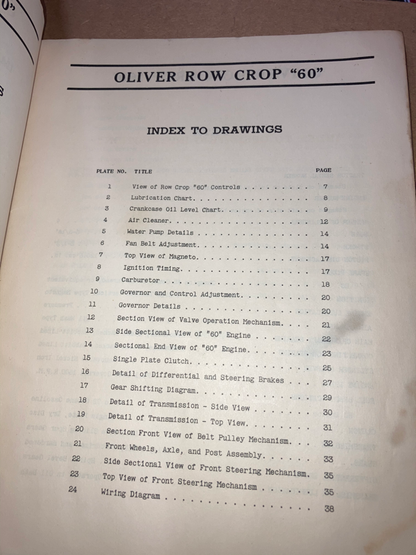 OLIVER ROW CROP "60"
INDEX TO DRAWINGS
PLATE NO. TITLE PAGE
1 View of Row Crop "60" Controls . . . . . . . . . 7
2 Lubrication Chart. . . . . . . . . . . . . . . . 8
3 Crankcase Oil Level Chart. . . . . . . . . . . . 9
4 Air Cleaner. . . . . . . . . . . . . . . . . . . 12
5 Water Pump Details . . . . . . . . . . . . . . . 14
6 Fan Belt Adjustment. . . . . . . . . . . . . . . 14
7 Top View of Magneto. . . . . . . . . . . . . . . 17
8 Ignition Timing. . . . . . . . . . . . . . . . . 17
9 Carburetor . . . . . . . . . . . . . . . . . . . 18
10 Governor and Control Adjustment. . . . . . . . . 20
11 Governor Details . . . . . . . . . . . . . . . . 20
12 Section View of Valve Operation Mechanism. . . . 21
13 Side Sectional View of "60" Engine . . . . . . . 22
14 Sectional End View of "60" Engine. . . . . . . . 23
15 Single Plate Clutch. . . . . . . . . . . . . . . 25
16 Detail of Differential and Steering Brakes . . . 27
17 Gear Shifting Diagram. . . . . . . . . . . . . . 29
18 Detail of Transmission - Side View . . . . . . . 30
19 Detail of Transmission - Top View. . . . . . . . 31
20 Section Front View of Belt Pulley Mechanism. . . 32
21 Front Wheels, Axle, and Post Assembly. . . . . . 33
22 Side Sectional View of Front Steering Mechanism. 35
23 Top View of Front Steering Mechanism . . . . . . 35
24 Wiring Diagram . . . . . . . . . . . . . . . . . 38